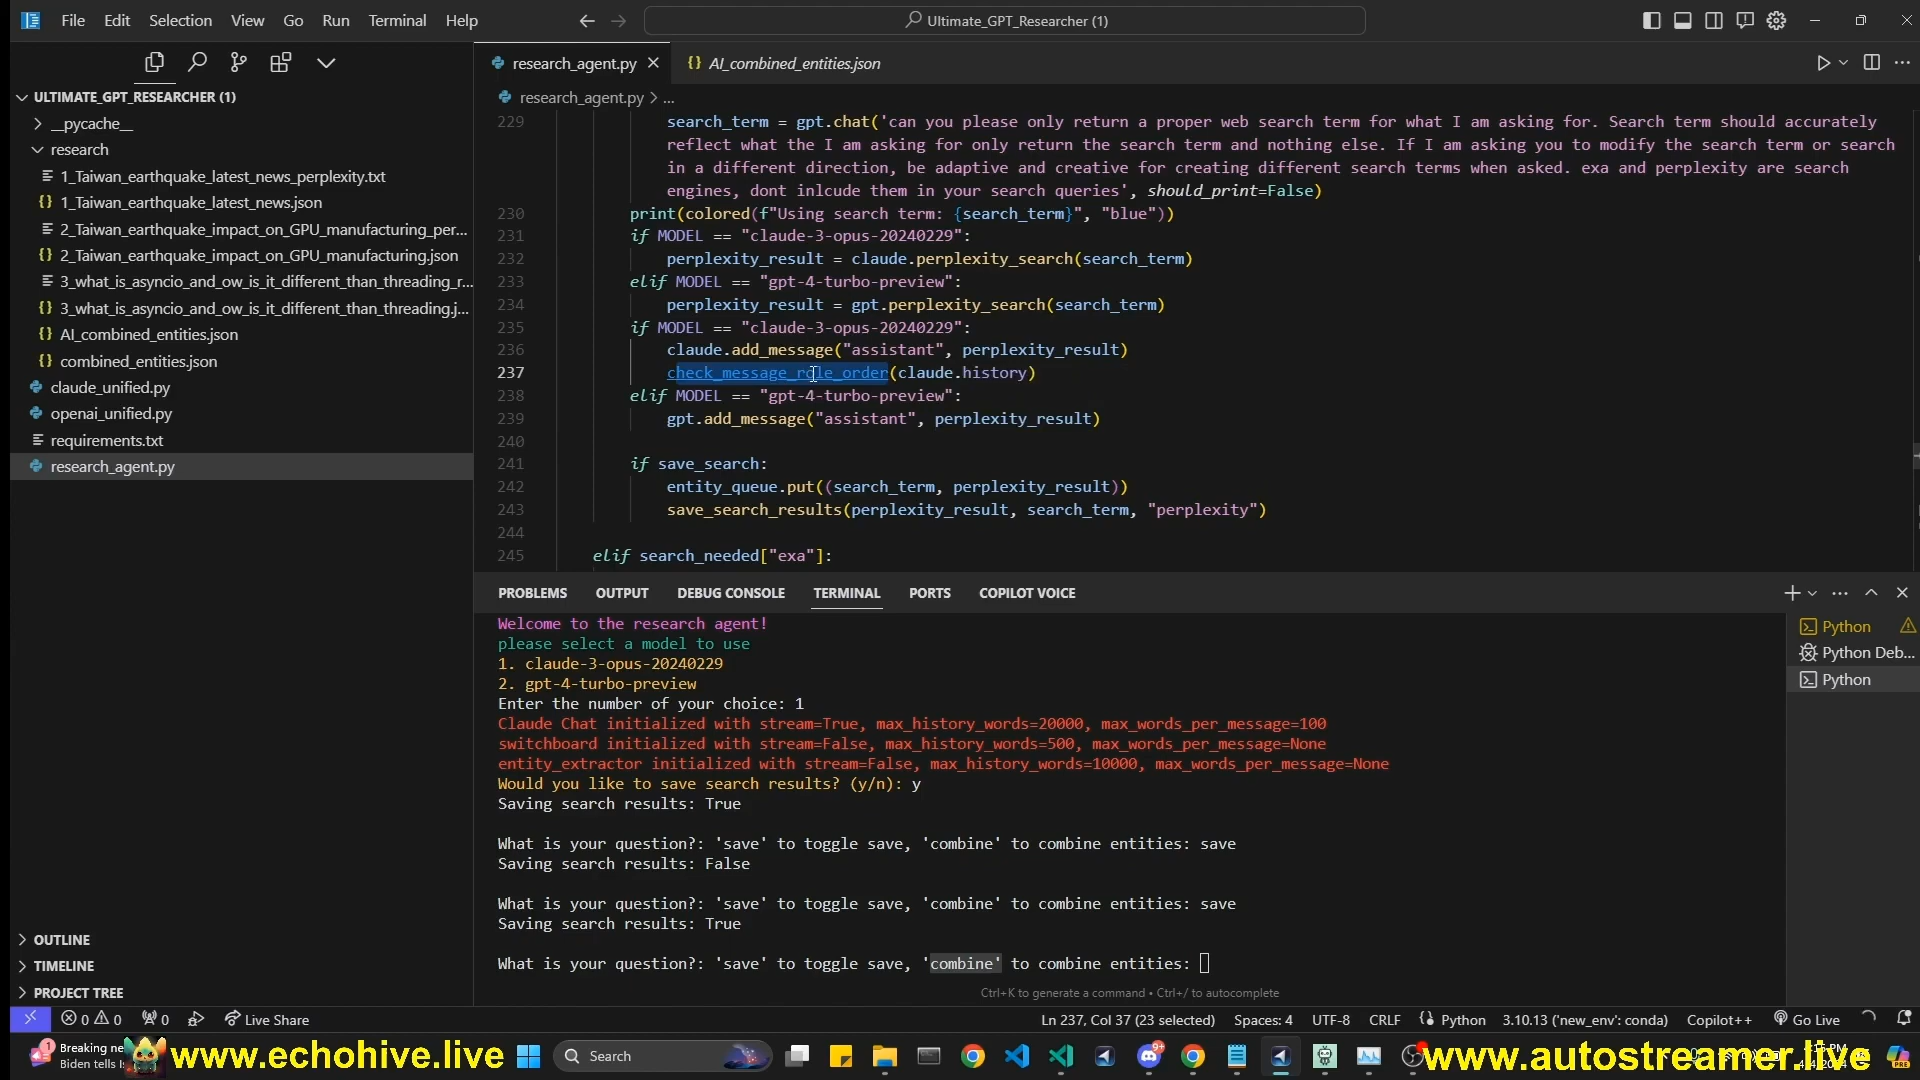 File Edit Selection View Go Run Terminal Help
Ultimate_GPT_Researcher (1)
ULTIMATE_GPT_RESEARCHER (1)
__pycache__
research
1_Taiwan_earthquake_latest_news_perplexity.txt
1_Taiwan_earthquake_latest_news.json
2_Taiwan_earthquake_impact_on_GPU_manufacturing_per...
2_Taiwan_earthquake_impact_on_GPU_manufacturing.json
3_what_is_asyncio_and_ow_is_it_different_than_threading_r...
3_what_is_asyncio_and_ow_is_it_different_than_threading.j...
AI_combined_entities.json
combined_entities.json
claude_unified.py
openai_unified.py
requirements.txt
research_agent.py
OUTLINE
TIMELINE
PROJECT TREE
research_agent.py
AI_combined_entities.json
research_agent.py > ...
229 search_term = gpt.chat('can you please only return a proper web search term for what I am asking for. Search term should accurately
reflect what the I am asking for only return the search term and nothing else. If I am asking you to modify the search term or search
in a different direction, be adaptive and creative for creating different search terms when asked. exa and perplexity are search
engines, dont inlcude them in your search queries', should_print=False)
230 print(colored(f"Using search term: {search_term}", "blue"))
231 if MODEL == "claude-3-opus-20240229":
232 perplexity_result = claude.perplexity_search(search_term)
233 elif MODEL == "gpt-4-turbo-preview":
234 perplexity_result = gpt.perplexity_search(search_term)
235 if MODEL == "claude-3-opus-20240229":
236 claude.add_message("assistant", perplexity_result)
237 check_message_role_order(claude.history)
238 elif MODEL == "gpt-4-turbo-preview":
239 gpt.add_message("assistant", perplexity_result)
240
241 if save_search:
242 entity_queue.put((search_term, perplexity_result))
243 save_search_results(perplexity_result, search_term, "perplexity")
244
245 elif search_needed["exa"]:
PROBLEMS OUTPUT DEBUG CONSOLE TERMINAL PORTS COPILOT VOICE
Welcome to the research agent!
please select a model to use
1. claude-3-opus-20240229
2. gpt-4-turbo-preview
Enter the number of your choice: 1
Claude Chat initialized with stream=True, max_history_words=20000, max_words_per_message=100
switchboard initialized with stream=False, max_history_words=500, max_words_per_message=None
entity_extractor initialized with stream=False, max_history_words=10000, max_words_per_message=None
Would you like to save search results? (y/n): y
Saving search results: True
What is your question?: 'save' to toggle save, 'combine' to combine entities: save
Saving search results: False
What is your question?: 'save' to toggle save, 'combine' to combine entities: save
Saving search results: True
What is your question?: 'save' to toggle save, 'combine' to combine entities:
Ctrl+K to generate a command • Ctrl+/ to autocomplete
Python
Python Deb...
Python
0 0 0 Live Share
Ln 237, Col 37 (23 selected) Spaces: 4 UTF-8 CRLF Python 3.10.13 ('new_env': conda) Copilot++ Go Live
1
Breaking ne
Biden tells
www.echohive.live
Search
9+
www.autostreamer.live
PRE